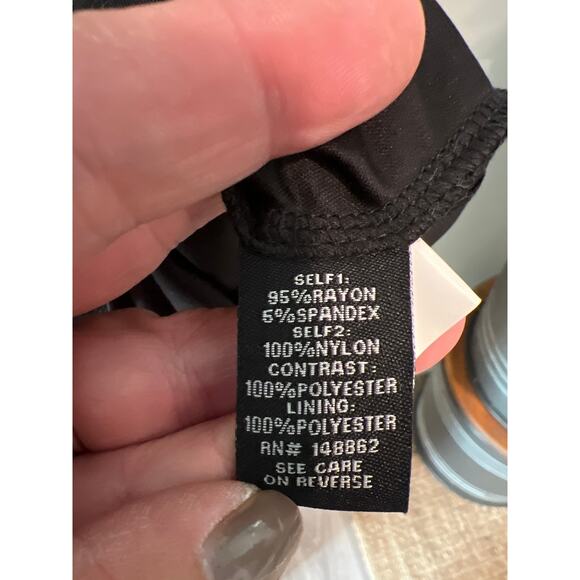 SELF1:
95%RAYON
5%SPANDEX
SELF2:
100%NYLON
CONTRAST:
100%POLYESTER
LINING:
100%POLYESTER
RN# 148862
SEE CARE
ON REVERSE